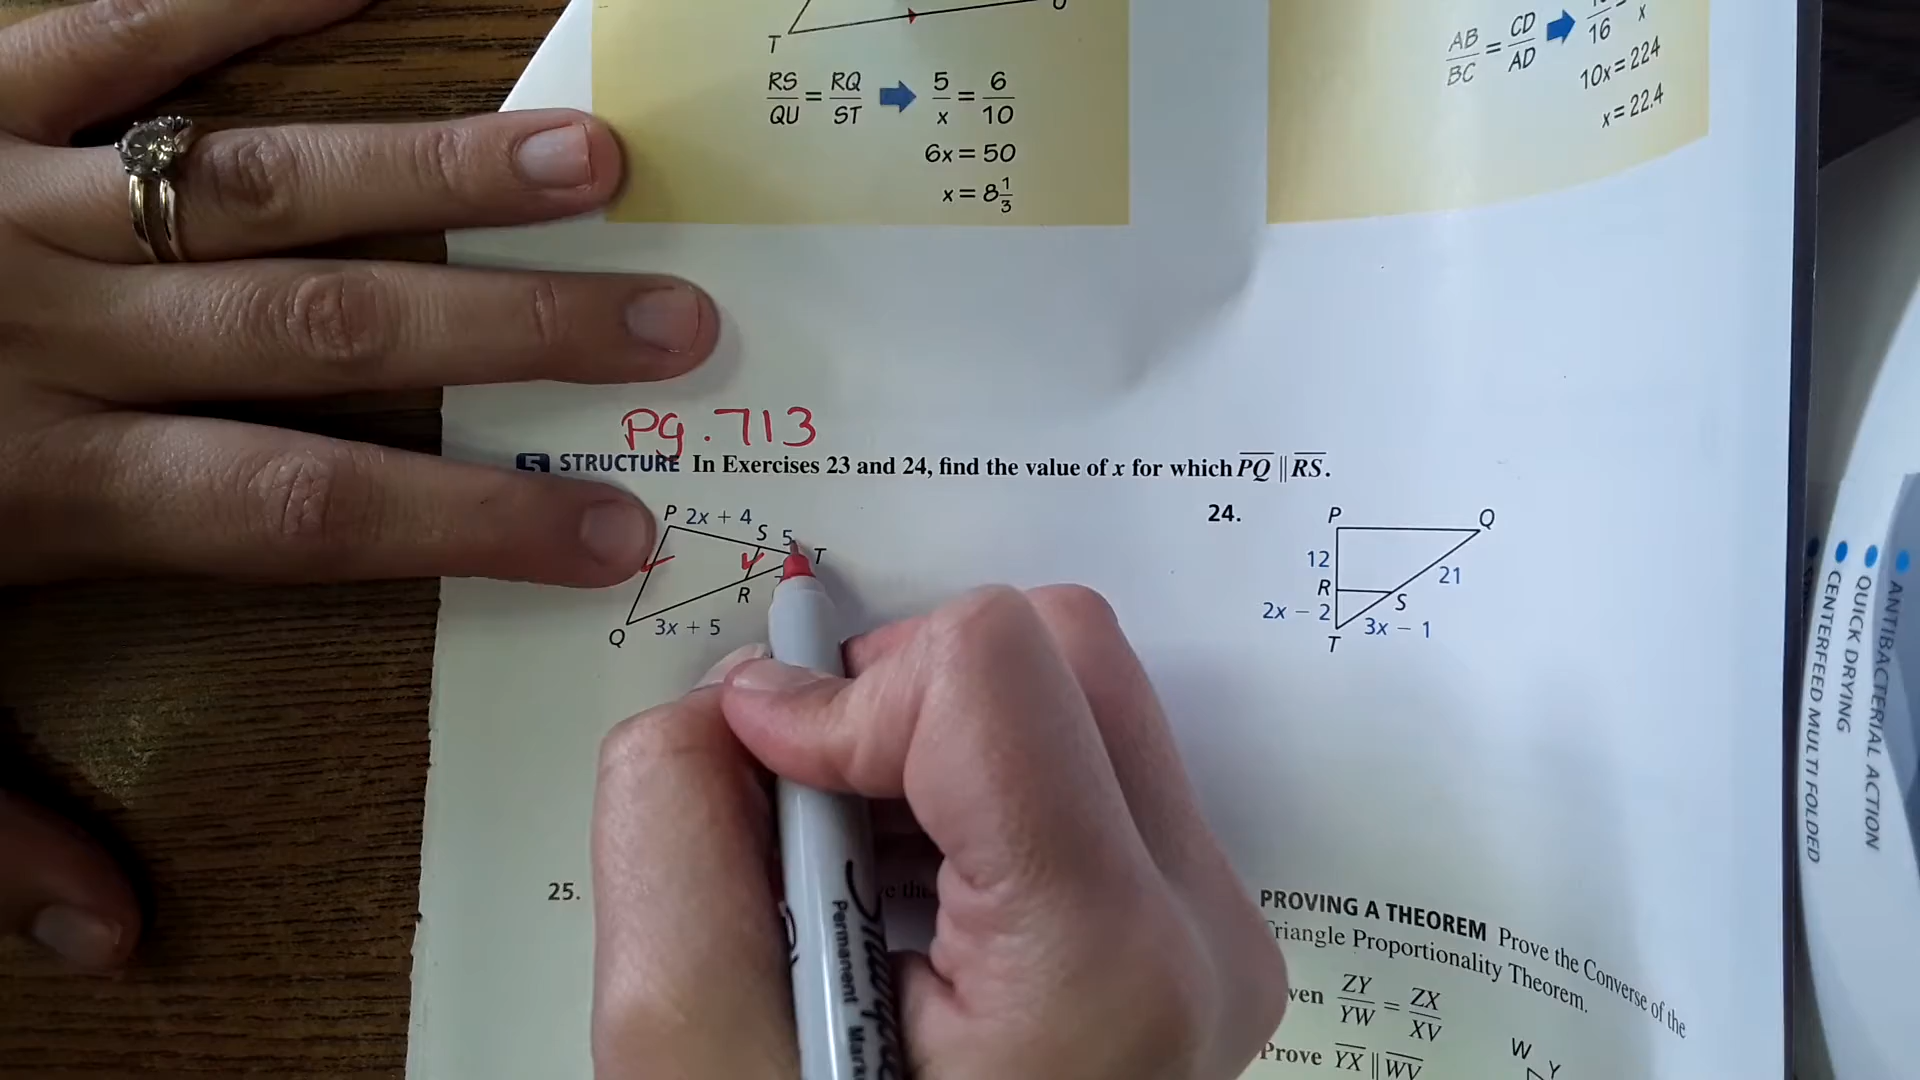 T
RS/QU = RQ/ST → 5/x = 6/10
6x = 50
x = 8 1/3
AB/BC = CD/AD →
16 x
10x = 224
x = 22.4
Pg. 713
5 STRUCTURE In Exercises 23 and 24, find the value of x for which PQ || RS.
P 2x + 4 S 5 T
R
Q 3x + 5
24.
P Q
12
21
R S
2x − 2
3x − 1
T
25.
PROVING A THEOREM Prove the Converse of the
Triangle Proportionality Theorem.
ZY/YW = ZX/XV
Prove YX || WV
W Y
Permanent
ANTIBACTERIAL ACTION
QUICK DRYING
CENTERFEED MULTI FOLDED